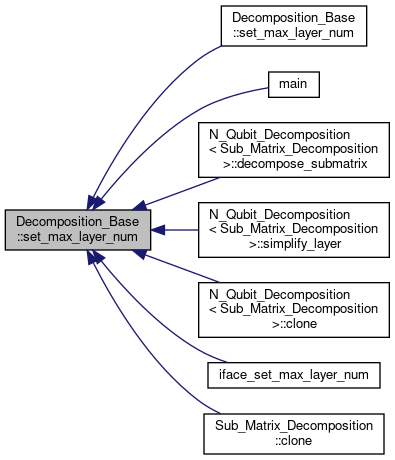 Decomposition_Base
::set_max_layer_num
main
N_Qubit_Decomposition
< Sub_Matrix_Decomposition
>::decompose_submatrix
Decomposition_Base
::set_max_layer_num
N_Qubit_Decomposition
< Sub_Matrix_Decomposition
>::simplify_layer
N_Qubit_Decomposition
< Sub_Matrix_Decomposition
>::clone
iface_set_max_layer_num
Sub_Matrix_Decomposition
::clone